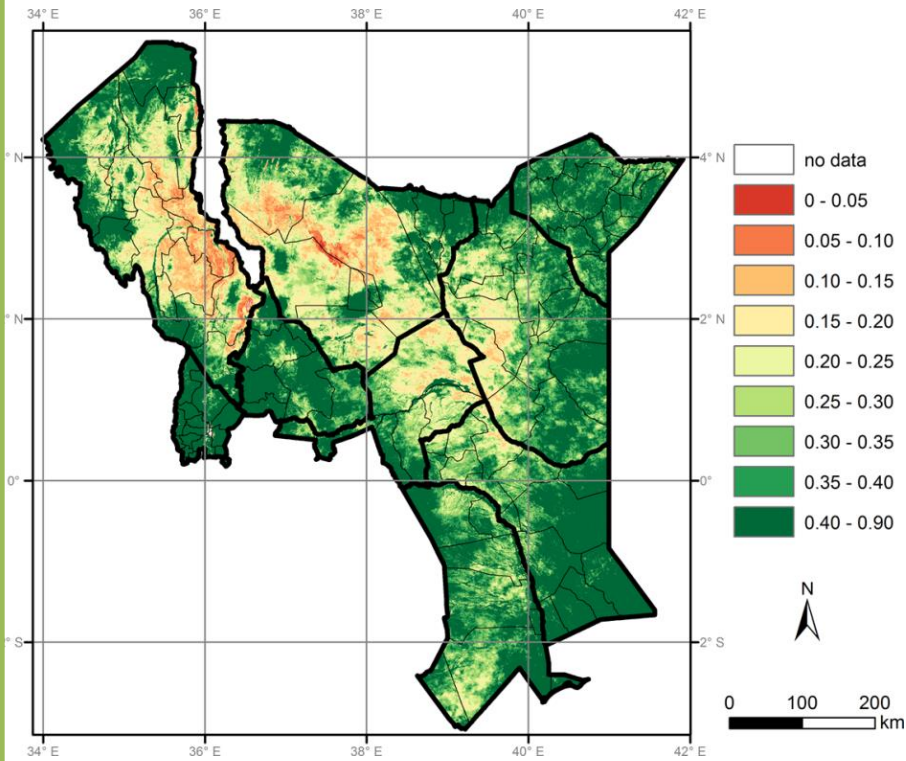 34° E 36° E 38° E 40° E 42° E
° N 4° N
° N 2° N
0° 0°
° S 2° S
34° E 36° E 38° E 40° E 42° E
no data
0 - 0.05
0.05 - 0.10
0.10 - 0.15
0.15 - 0.20
0.20 - 0.25
0.25 - 0.30
0.30 - 0.35
0.35 - 0.40
0.40 - 0.90
N
0 100 200
km